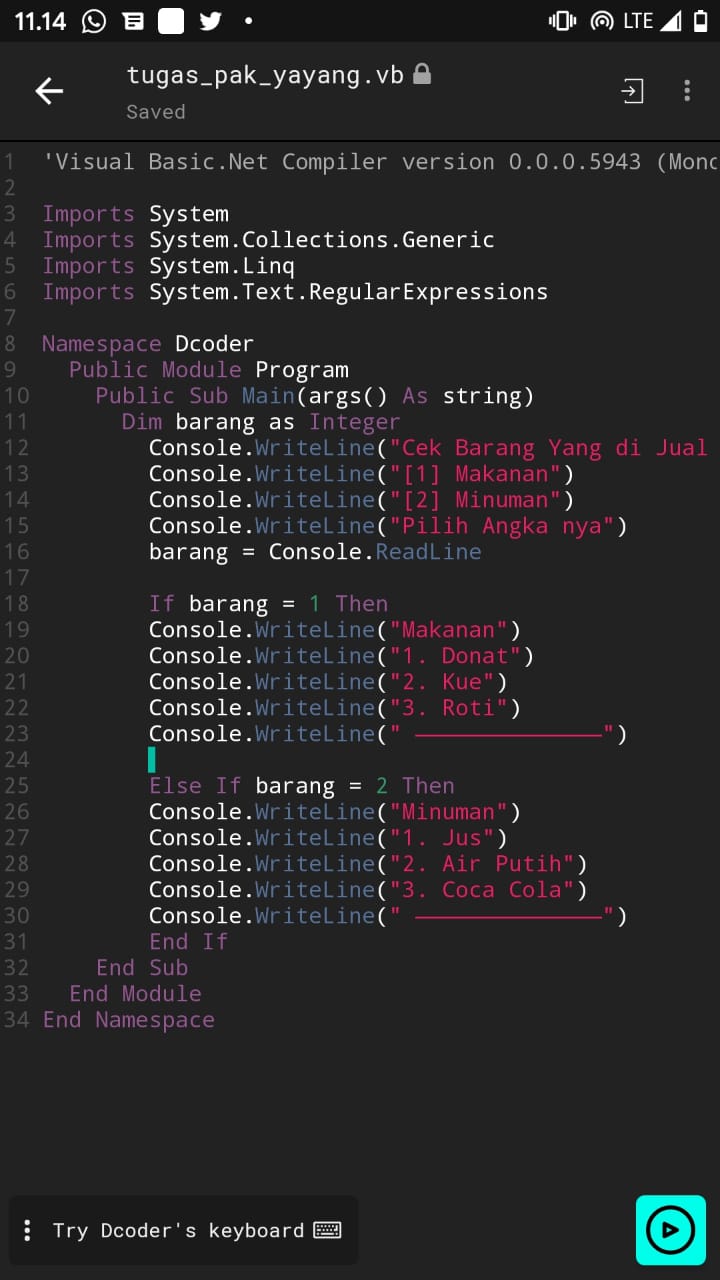 11.14 LTE
tugas_pak_yayang.vb
Saved
1 'Visual Basic.Net Compiler version 0.0.0.5943 (Mono
2
3 Imports System
4 Imports System.Collections.Generic
5 Imports System.Linq
6 Imports System.Text.RegularExpressions
7
8 Namespace Dcoder
9 Public Module Program
10 Public Sub Main(args() As string)
11 Dim barang as Integer
12 Console.WriteLine("Cek Barang Yang di Jual
13 Console.WriteLine("[1] Makanan")
14 Console.WriteLine("[2] Minuman")
15 Console.WriteLine("Pilih Angka nya")
16 barang = Console.ReadLine
17
18 If barang = 1 Then
19 Console.WriteLine("Makanan")
20 Console.WriteLine("1. Donat")
21 Console.WriteLine("2. Kue")
22 Console.WriteLine("3. Roti")
23 Console.WriteLine(" ———————")
24
25 Else If barang = 2 Then
26 Console.WriteLine("Minuman")
27 Console.WriteLine("1. Jus")
28 Console.WriteLine("2. Air Putih")
29 Console.WriteLine("3. Coca Cola")
30 Console.WriteLine(" ———————")
31 End If
32 End Sub
33 End Module
34 End Namespace
Try Dcoder's keyboard